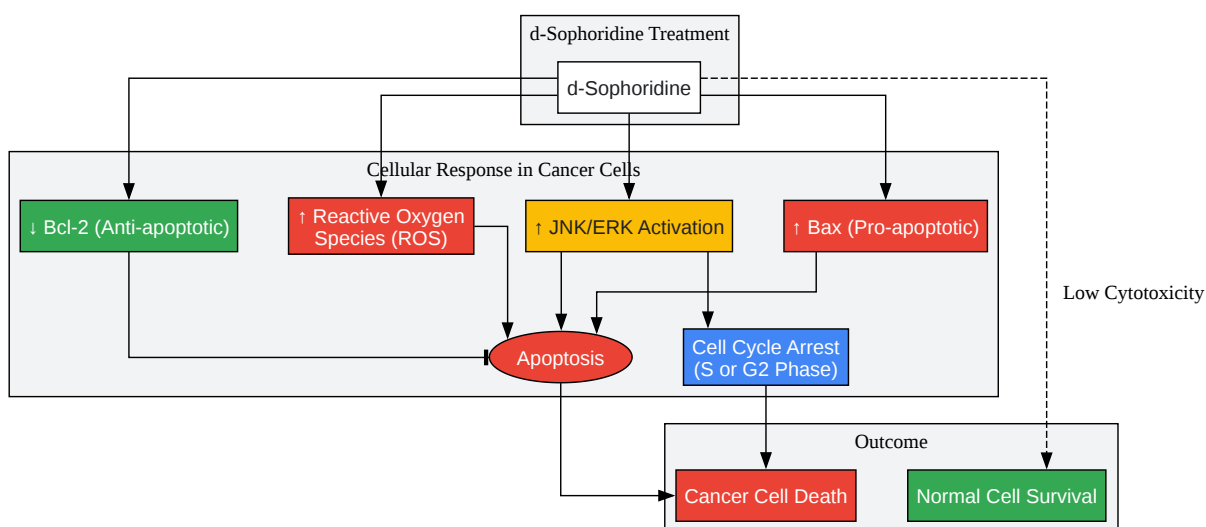 d-Sophoridine Treatment
d-Sophoridine
Cellular Response in Cancer Cells
↓ Bcl-2 (Anti-apoptotic)
↑ Reactive Oxygen
Species (ROS)
↑ JNK/ERK Activation
↑ Bax (Pro-apoptotic)
Low Cytotoxicity
Apoptosis
Cell Cycle Arrest
(S or G2 Phase)
Outcome
Cancer Cell Death
Normal Cell Survival